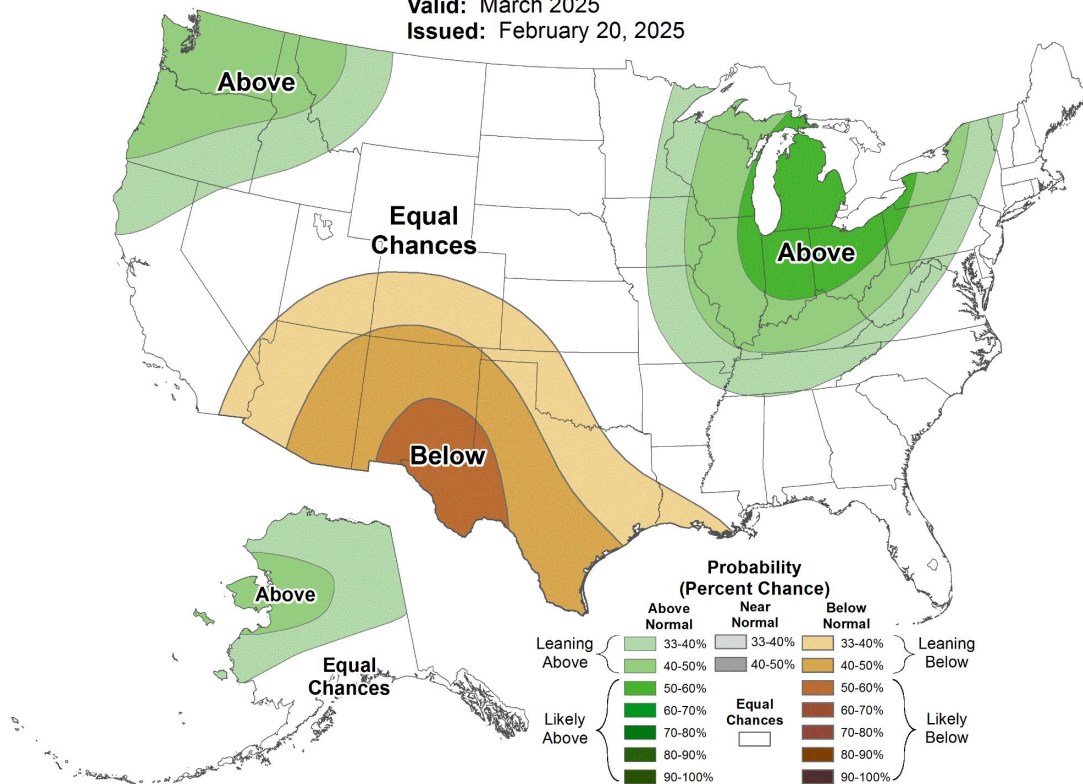 Valid: March 2025
Issued: February 20, 2025
Above
Equal
Chances
Above
Below
Above
Equal
Chances
Probability
(Percent Chance)
Above
Normal
Near
Normal
Below
Normal
Leaning
Above
33-40%
33-40%
33-40%
Leaning
Below
40-50%
40-50%
40-50%
Likely
Above
50-60%
50-60%
Likely
Below
60-70%
Equal
Chances
60-70%
70-80%
70-80%
80-90%
80-90%
90-100%
90-100%